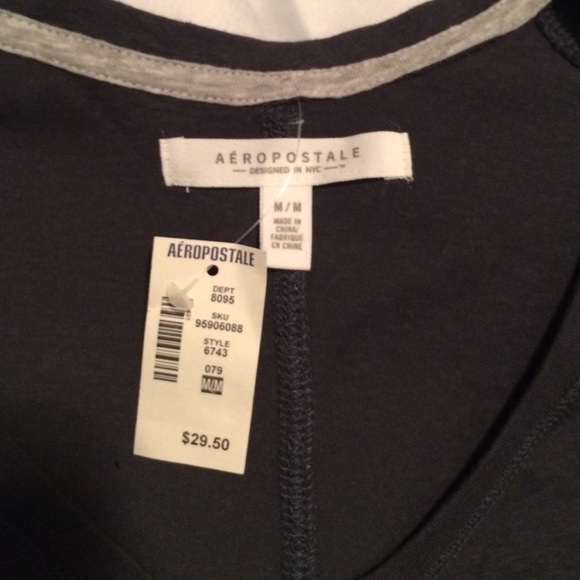 AÉROPOSTALE
DESIGNED IN NYC ™
M/M
MADE IN
CHINA/
FABRIQUÉ
EN CHINE
AÉROPOSTALE
DEPT
8095
SKU
95906088
STYLE
6743
079
M/M
$29.50